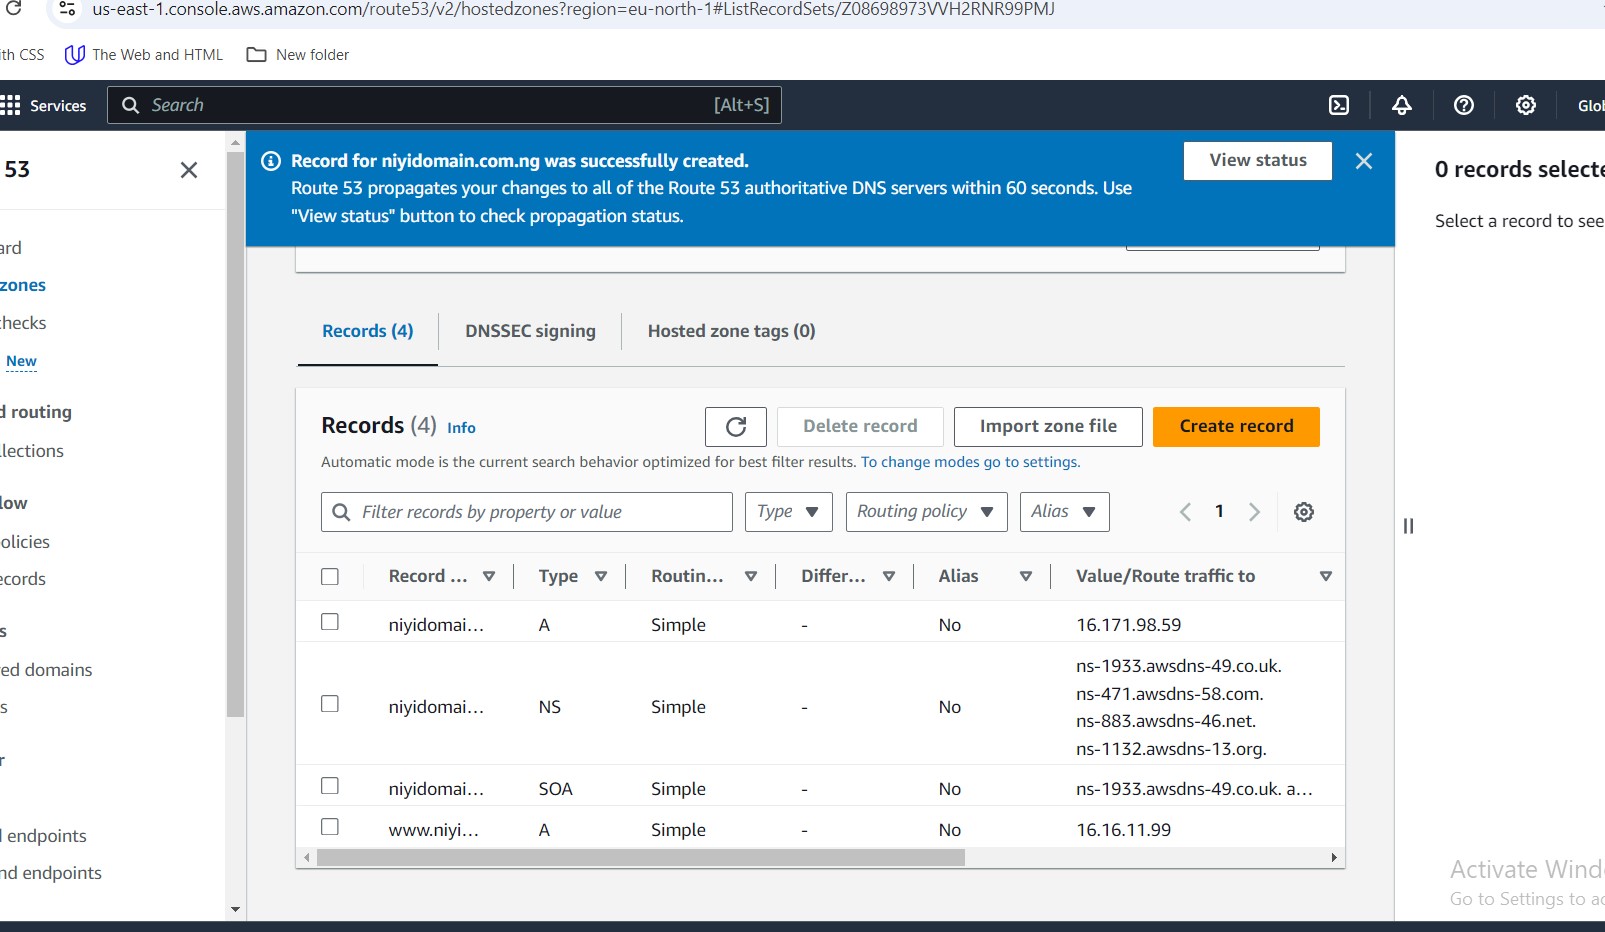 us-east-1.console.aws.amazon.com/route53/v2/hostedzones?region=eu-north-1#ListRecordSets/Z08698973VVH2RNR99PMJ
ith CSS The Web and HTML New folder
Services Search [Alt+S] Glob
53
ard
zones
checks
New
d routing
llections
low
olicies
ecords
s
red domains
s
r
l endpoints
nd endpoints
Record for niyidomain.com.ng was successfully created.
Route 53 propagates your changes to all of the Route 53 authoritative DNS servers within 60 seconds. Use
"View status" button to check propagation status.
View status
Records (4) DNSSEC signing Hosted zone tags (0)
Records (4) Info Delete record Import zone file Create record
Automatic mode is the current search behavior optimized for best filter results. To change modes go to settings.
Filter records by property or value Type Routing policy Alias 1
Record ... Type Routin... Differ... Alias Value/Route traffic to
niyidomai... A Simple - No 16.171.98.59
niyidomai... NS Simple - No ns-1933.awsdns-49.co.uk.
ns-471.awsdns-58.com.
ns-883.awsdns-46.net.
ns-1132.awsdns-13.org.
niyidomai... SOA Simple - No ns-1933.awsdns-49.co.uk. a...
www.niyi... A Simple - No 16.16.11.99
0 records selecte
Select a record to see
Activate Wind
Go to Settings to ac